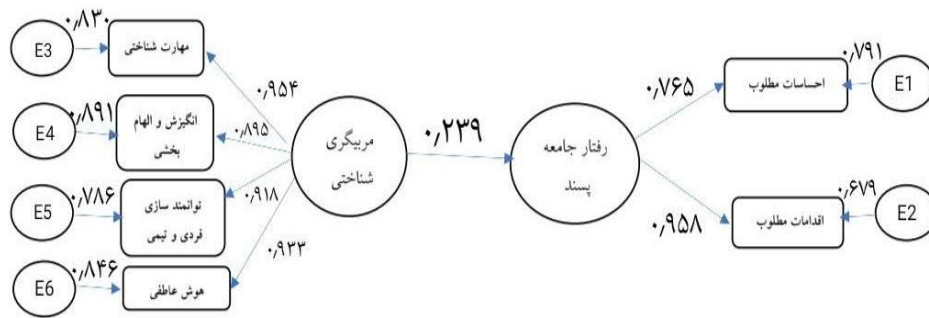 E3
۰٫۸۳۰
مهارت شناختی
۰٫۹۵۴
E4
۰٫۸۹۱
انگیزش و الهام
بخشی
۰٫۸۹۵
E5
۰٫۷۸۶
توانمند سازی
فردی و تیمی
۰٫۹۱۸
E6
۰٫۸۴۶
هوش عاطفی
۰٫۹۳۳
مربیگری
شناختی
۰٫۲۳۹
رفتار جامعه
پسند
۰٫۷۶۵
احساسات مطلوب
۰٫۷۹۱
E1
۰٫۹۵۸
اقدامات مطلوب
۰٫۶۷۹
E2